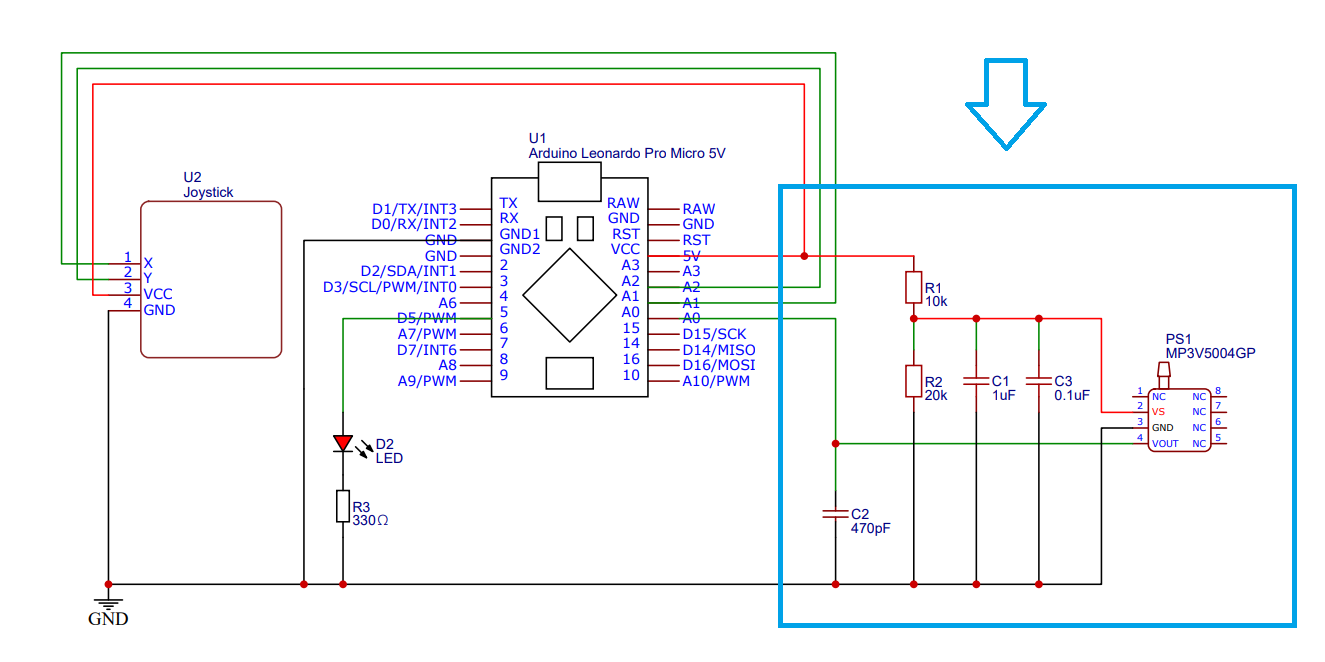 U1
Arduino Leonardo Pro Micro 5V
U2
Joystick
1 X
2 Y
3 VCC
4 GND
D1/TX/INT3 TX RAW RAW
D0/RX/INT2 RX GND GND
GND GND1 RST RST
GND GND2 VCC 5V
D2/SDA/INT1 2 A3 A3
D3/SCL/PWM/INT0 3 A2 A2
A6 4 A1 A1
D5/PWM 5 A0 A0
A7/PWM 6 15 D15/SCK
D7/INT6 7 14 D14/MISO
A8 8 16 D16/MOSI
A9/PWM 9 10 A10/PWM
R1
10k
R2
20k
C1
1uF
C3
0.1uF
PS1
MP3V5004GP
1 NC NC 8
2 VS NC 7
3 GND NC 6
4 VOUT NC 5
D2
LED
R3
330Ω
C2
470pF
GND